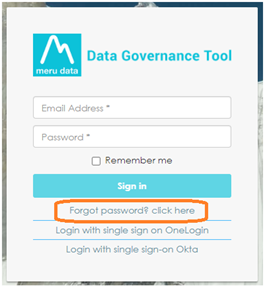 meru data
Data Governance Tool
Email Address *
Password *
Remember me
Sign in
Forgot password? click here
Login with single sign on OneLogin
Login with single sign-on Okta